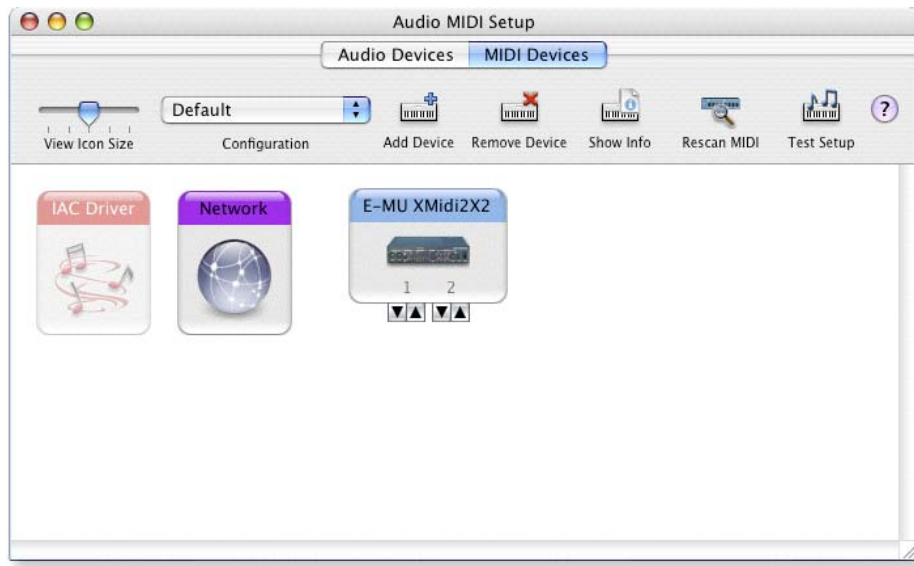 Audio MIDI Setup
Audio Devices MIDI Devices
Default
View Icon Size Configuration Add Device Remove Device Show Info Rescan MIDI Test Setup ?
IAC Driver Network E-MU XMidi2X2
1 2